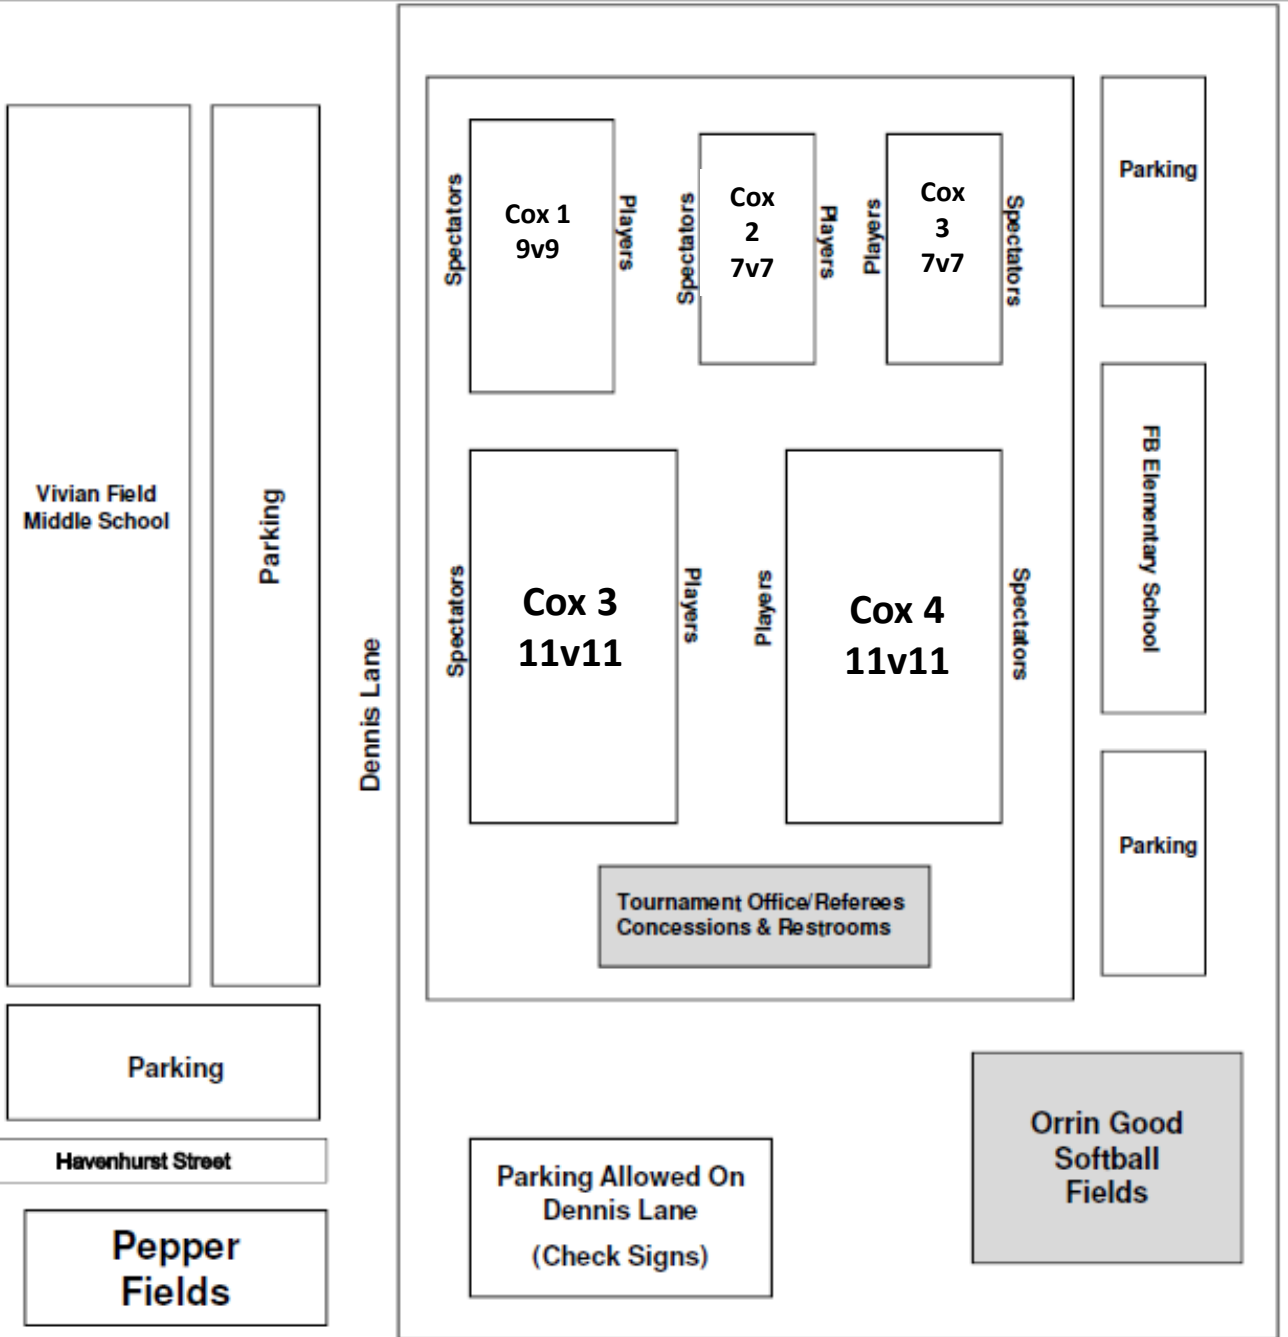 Spectators
Cox 1
9v9
Players
Spectators
Cox
2
7v7
Players
Players
Cox
3
7v7
Spectators
Parking
Vivian Field
Middle School
Parking
Dennis Lane
Spectators
Cox 3
11v11
Players
Players
Cox 4
11v11
Spectators
FB Elementary School
Parking
Tournament Office/Referees
Concessions & Restrooms
Parking
Havenhurst Street
Pepper
Fields
Parking Allowed On
Dennis Lane
(Check Signs)
Orrin Good
Softball
Fields